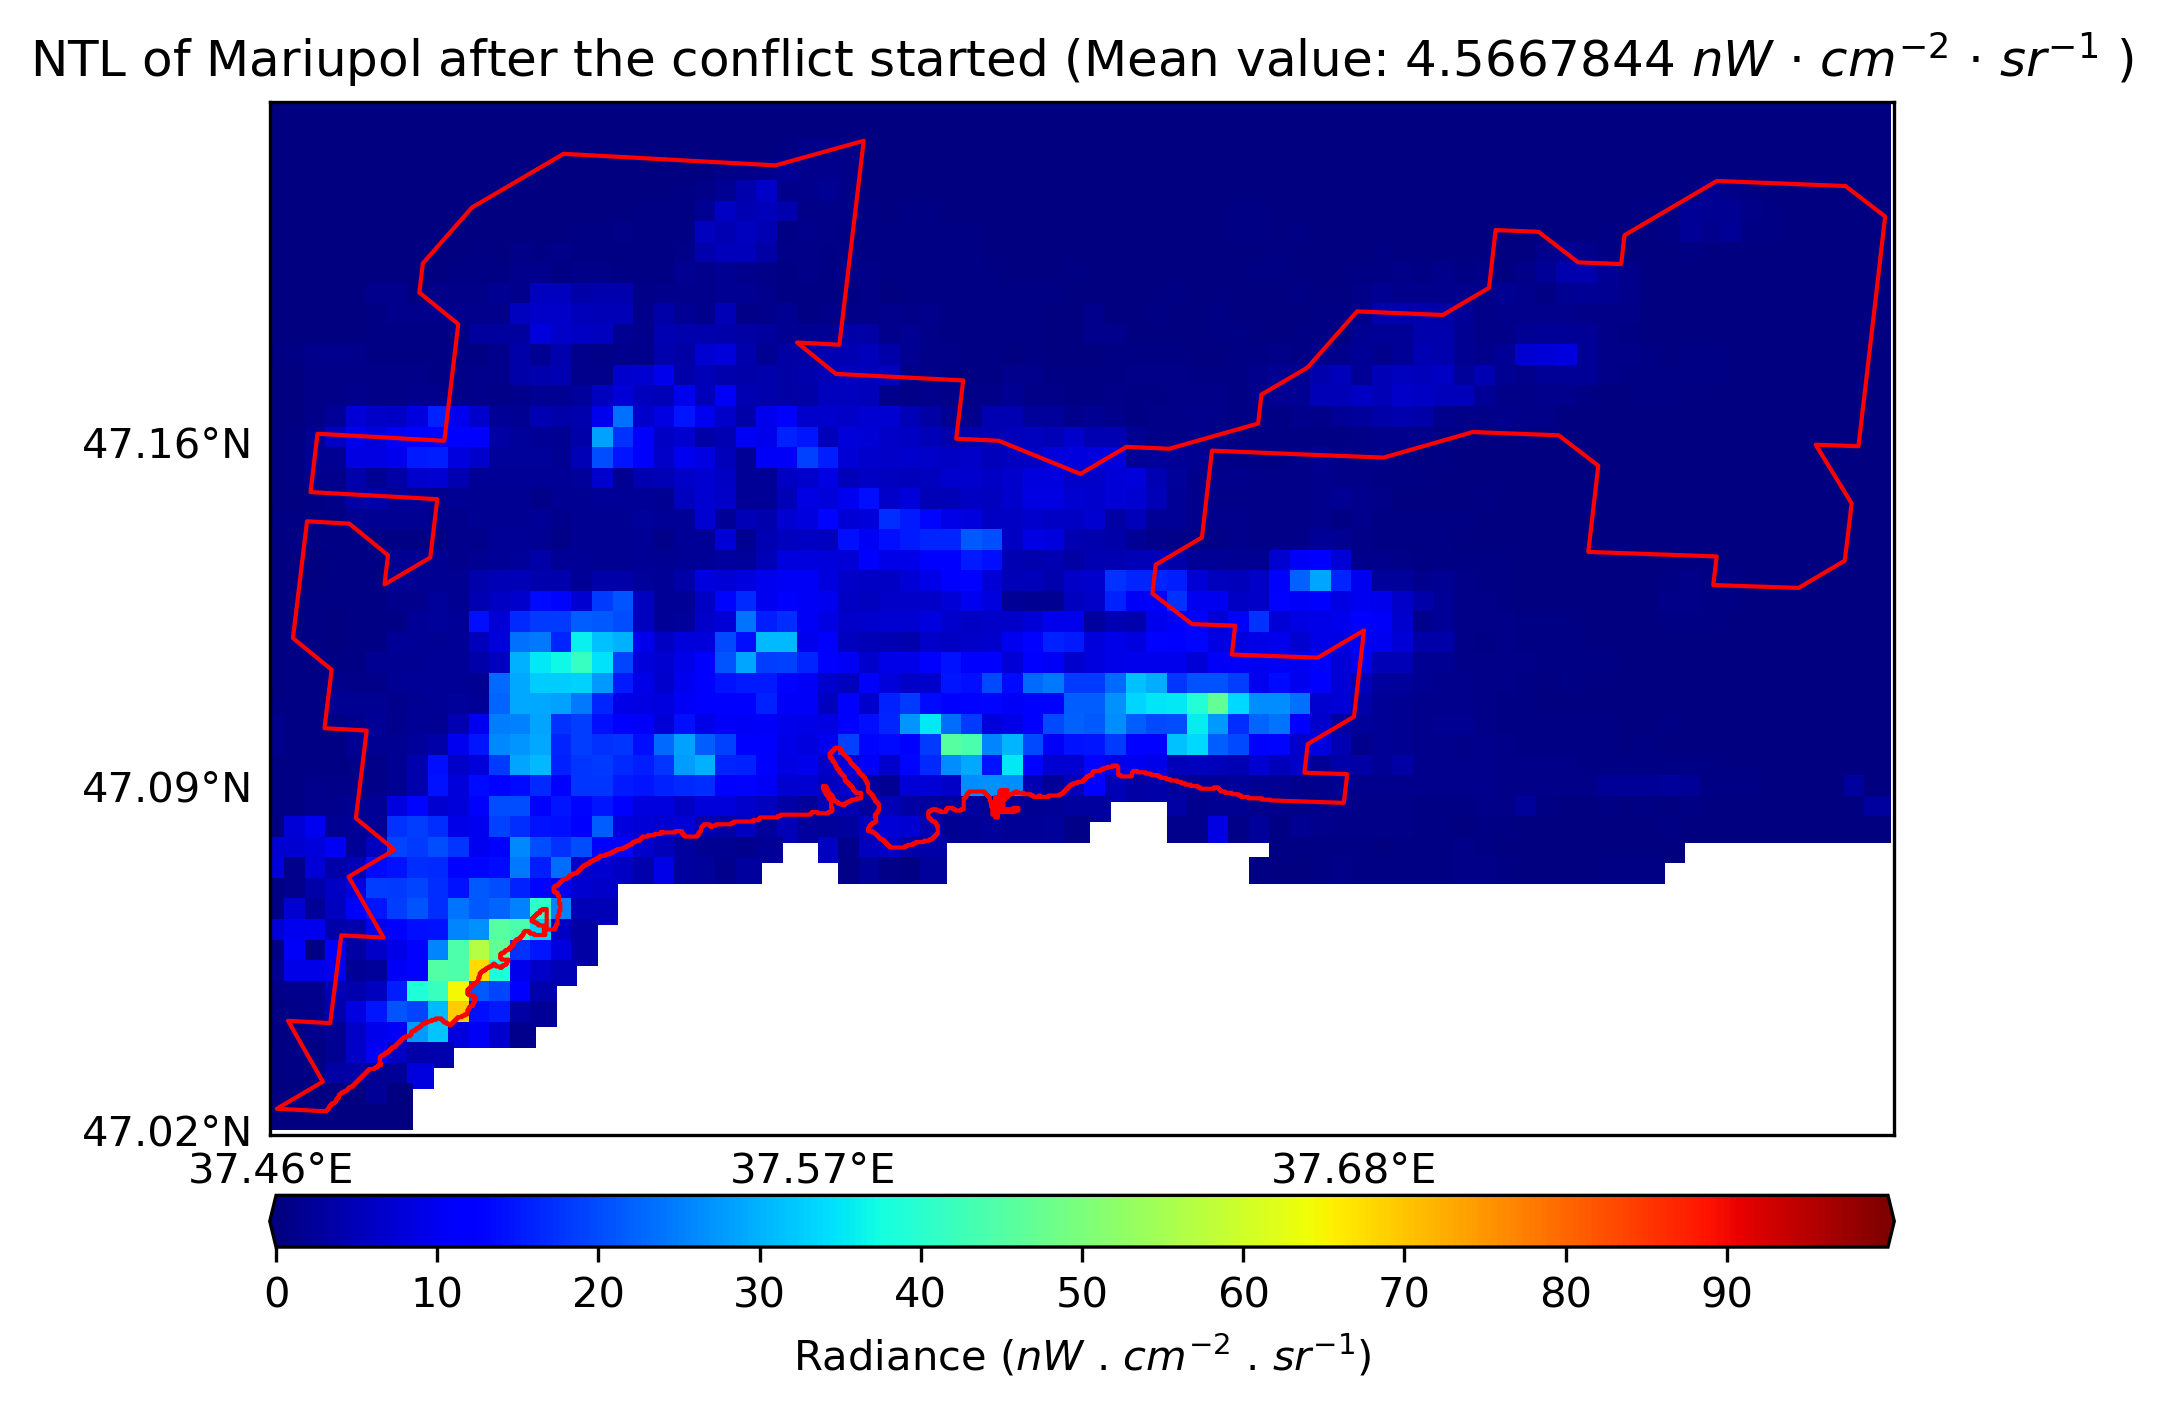 NTL of Mariupol after the conflict started (Mean value: 4.5667844 nW · cm⁻² · sr⁻¹ )
47.16°N
47.09°N
47.02°N
37.46°E 37.57°E 37.68°E
0 10 20 30 40 50 60 70 80 90
Radiance (nW . cm⁻² . sr⁻¹)